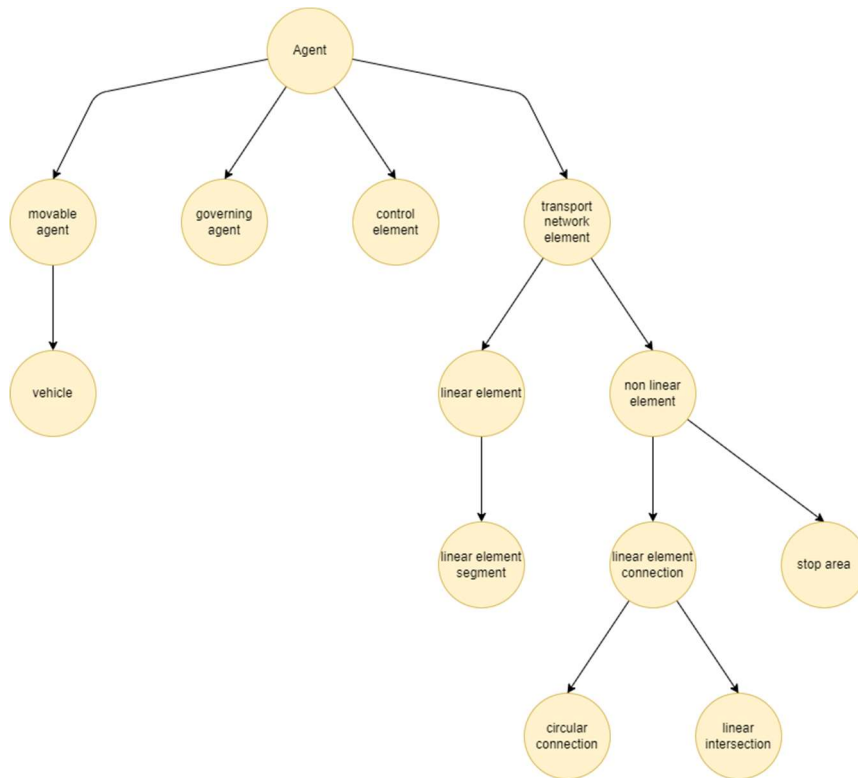 Agent
movable
agent
governing
agent
control
element
transport
network
element
vehicle
linear element
non linear
element
linear element
segment
linear element
connection
stop area
circular
connection
linear
intersection